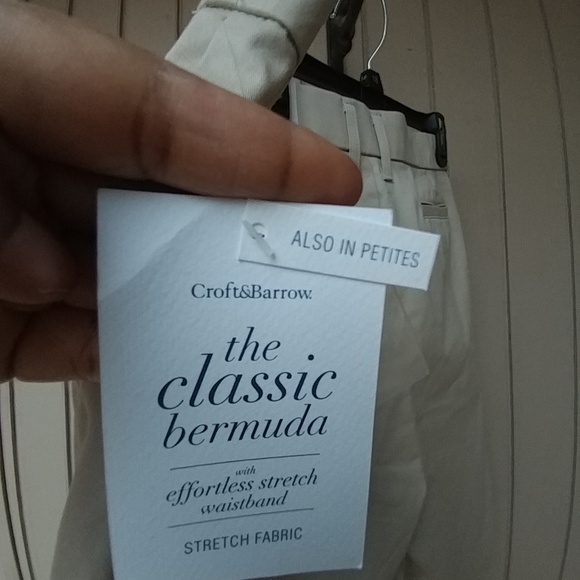 ALSO IN PETITES
Croft&Barrow.
the
classic
bermuda
with
effortless stretch
waistband
STRETCH FABRIC